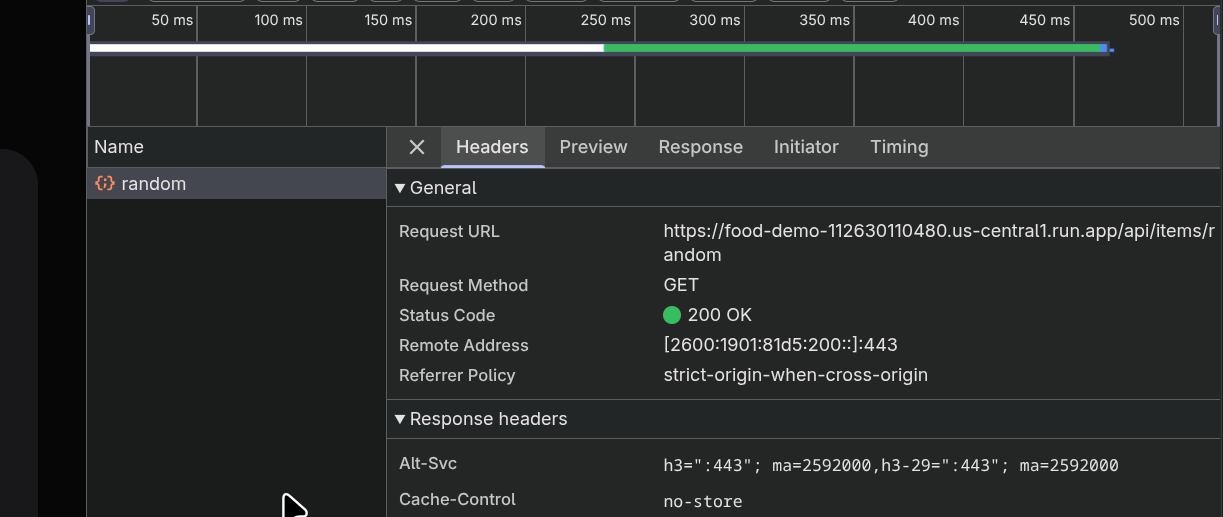 50 ms 100 ms 150 ms 200 ms 250 ms 300 ms 350 ms 400 ms 450 ms 500 ms
Name
Headers Preview Response Initiator Timing
random
General
Request URL https://food-demo-112630110480.us-central1.run.app/api/items/r
andom
Request Method GET
Status Code 200 OK
Remote Address [2600:1901:81d5:200::]:443
Referrer Policy strict-origin-when-cross-origin
Response headers
Alt-Svc h3=":443"; ma=2592000,h3-29=":443"; ma=2592000
Cache-Control no-store